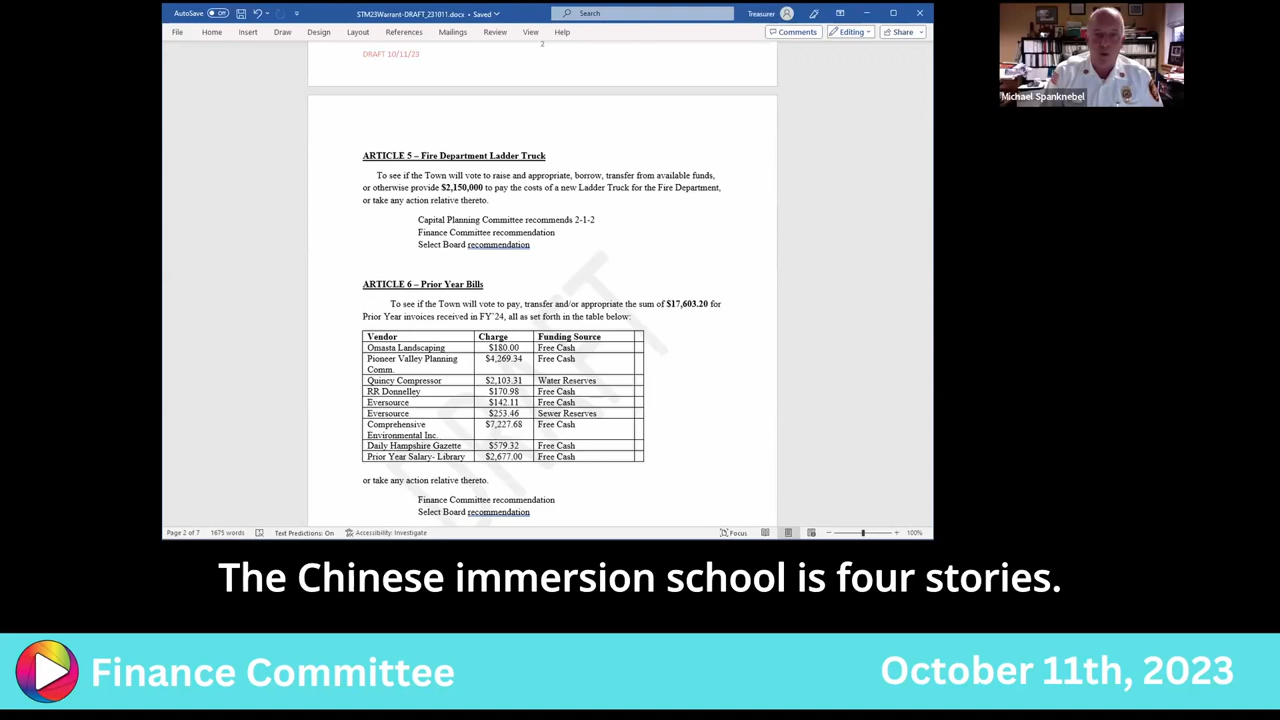 AutoSave Off STM23Warrant-DRAFT_231011.docx • Saved Search Treasurer
File Home Insert Draw Design Layout References Mailings Review View Help Comments Editing Share
2
DRAFT 10/11/23
Michael Spanknebel
ARTICLE 5 – Fire Department Ladder Truck
To see if the Town will vote to raise and appropriate, borrow, transfer from available funds,
or otherwise provide $2,150,000 to pay the costs of a new Ladder Truck for the Fire Department,
or take any action relative thereto.
Capital Planning Committee recommends 2-1-2
Finance Committee recommendation
Select Board recommendation
ARTICLE 6 – Prior Year Bills
To see if the Town will vote to pay, transfer and/or appropriate the sum of $17,603.20 for
Prior Year invoices received in FY'24, all as set forth in the table below:
Vendor Charge Funding Source
Omasta Landscaping $180.00 Free Cash
Pioneer Valley Planning $4,269.34 Free Cash
Comm.
Quincy Compressor $2,103.31 Water Reserves
RR Donnelley $170.98 Free Cash
Eversource $142.11 Free Cash
Eversource $253.46 Sewer Reserves
Comprehensive $7,227.68 Free Cash
Environmental Inc.
Daily Hampshire Gazette $579.32 Free Cash
Prior Year Salary- Library $2,677.00 Free Cash
DRAFT
or take any action relative thereto.
Finance Committee recommendation
Select Board recommendation
Page 2 of 7 1675 words Text Predictions: On Accessibility: Investigate Focus 100%
The Chinese immersion school is four stories.
Finance Committee October 11th, 2023